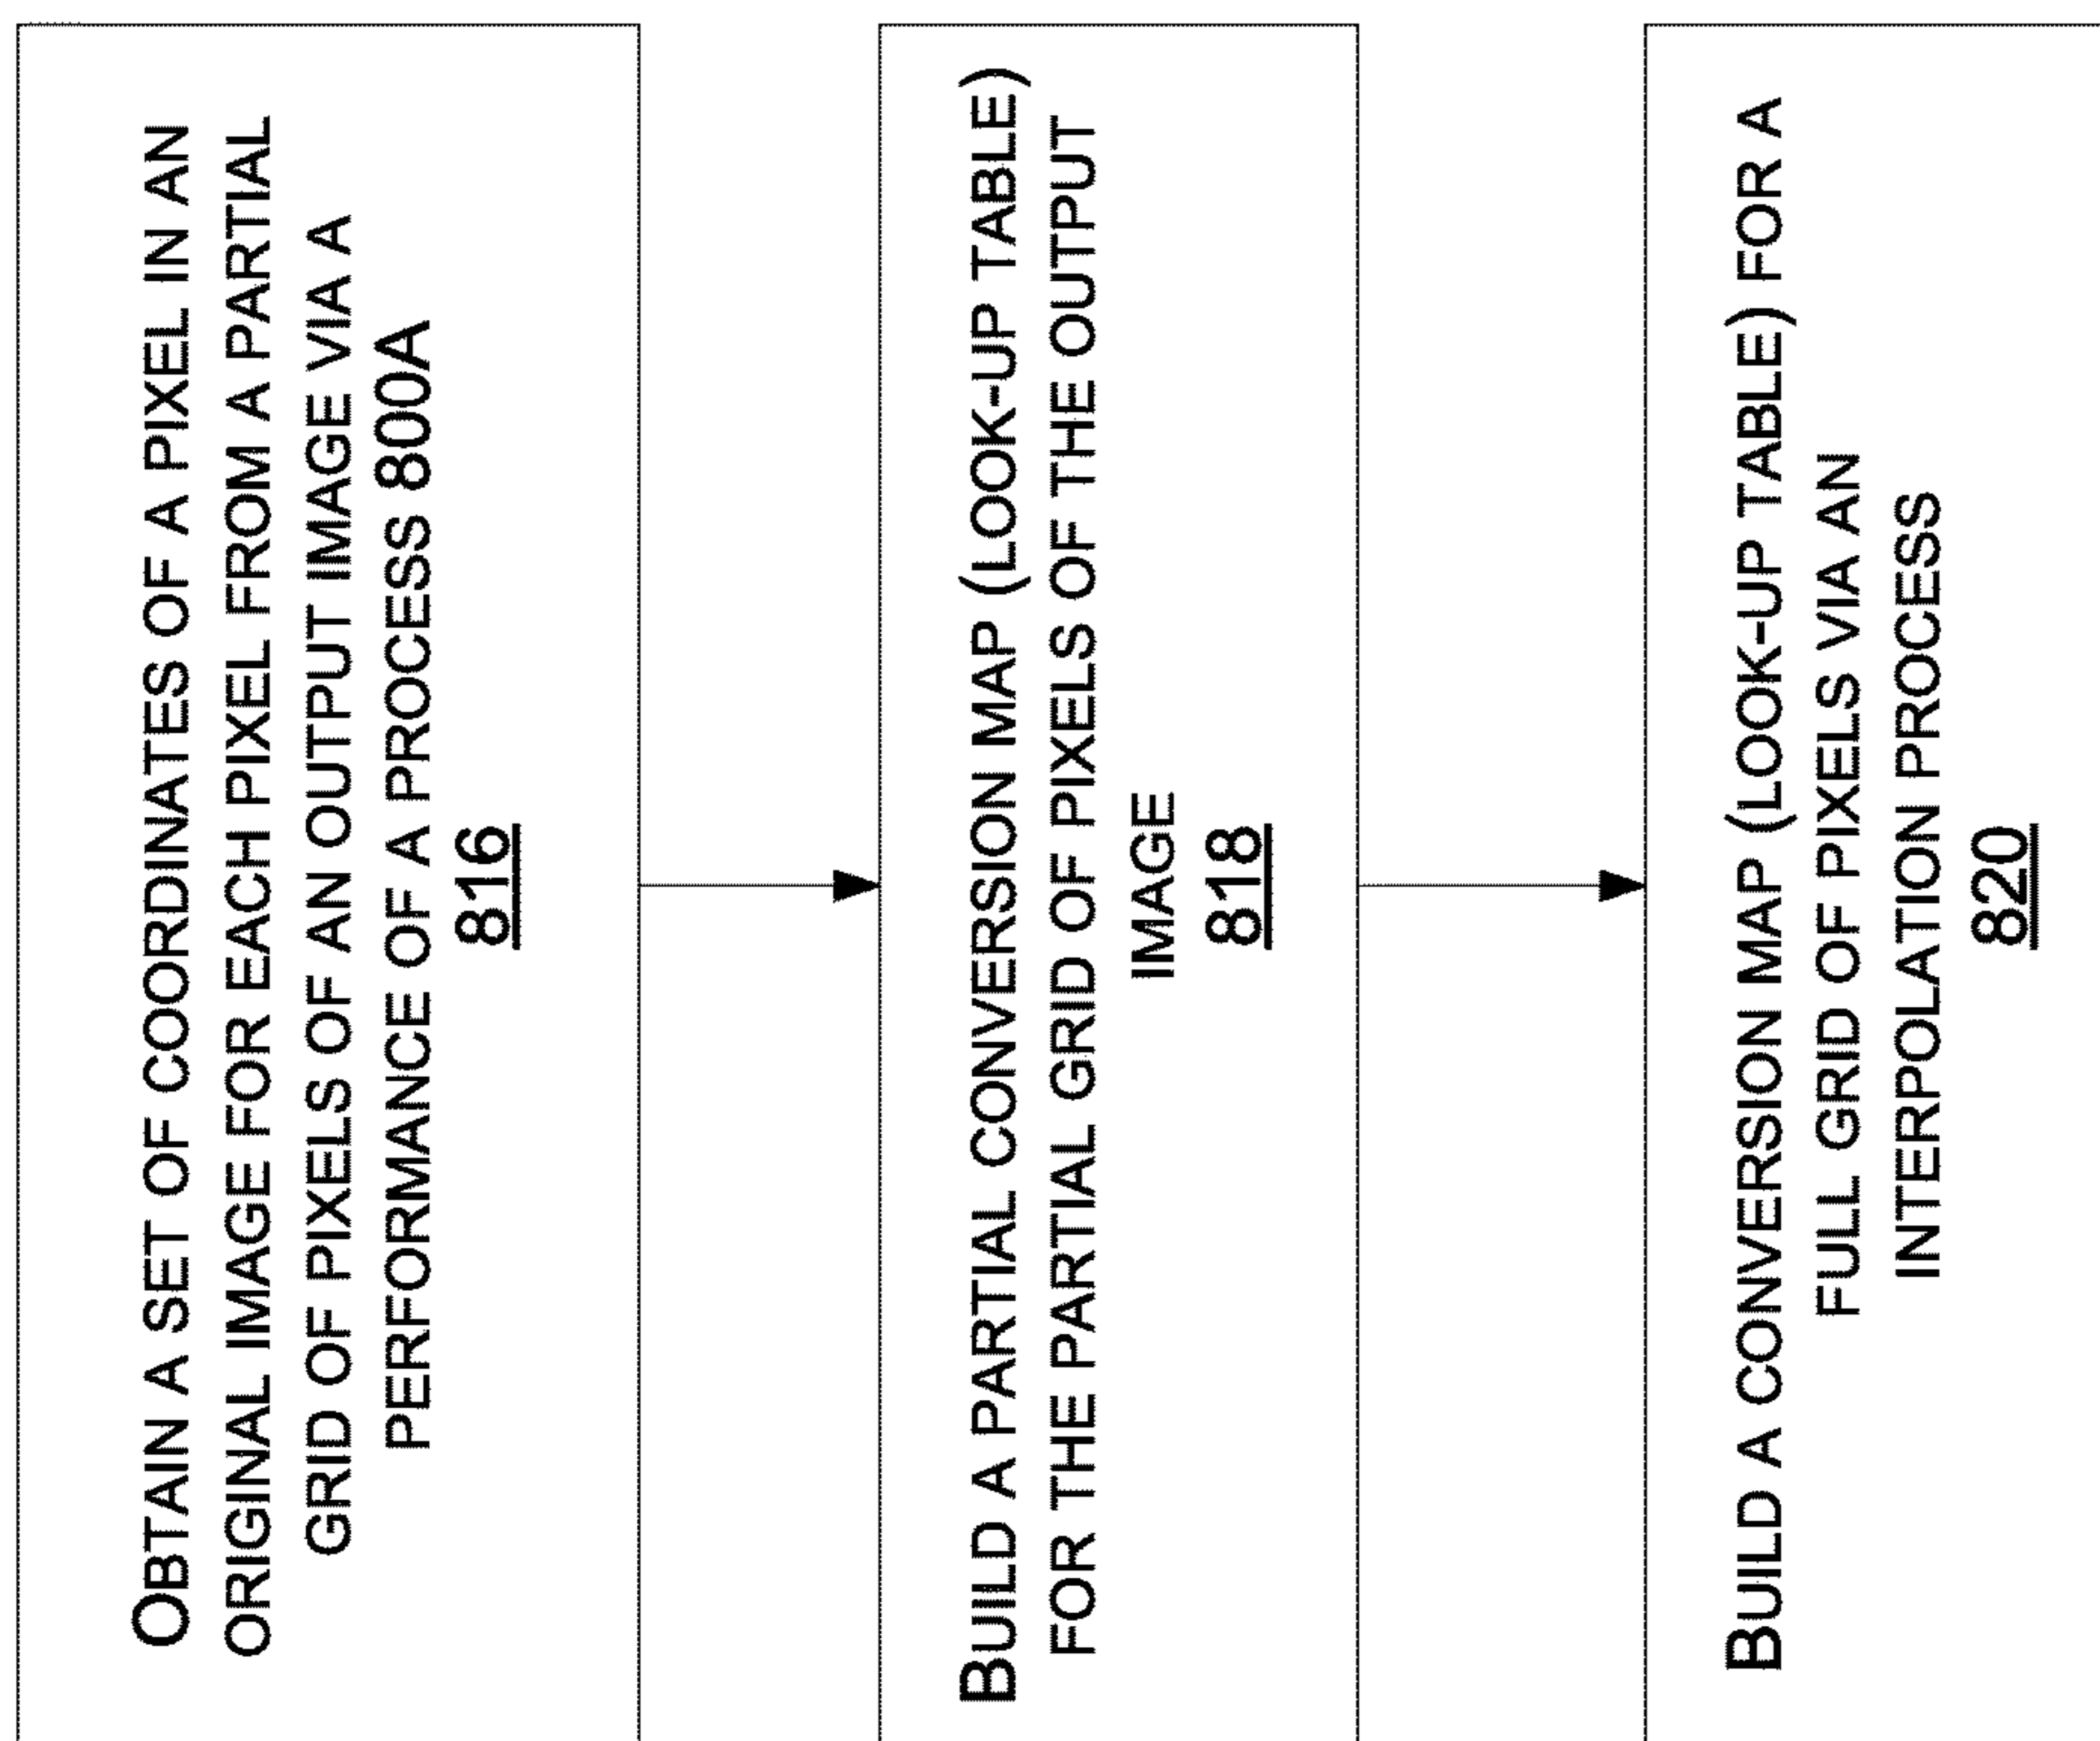 OBTAIN A SET OF COORDINATES OF A PIXEL IN AN
ORIGINAL IMAGE FOR EACH PIXEL FROM A PARTIAL
GRID OF PIXELS OF AN OUTPUT IMAGE VIA A
PERFORMANCE OF A PROCESS 800A
816
BUILD A PARTIAL CONVERSION MAP (LOOK-UP TABLE)
FOR THE PARTIAL GRID OF PIXELS OF THE OUTPUT
IMAGE
818
BUILD A CONVERSION MAP (LOOK-UP TABLE) FOR A
FULL GRID OF PIXELS VIA AN
INTERPOLATION PROCESS
820